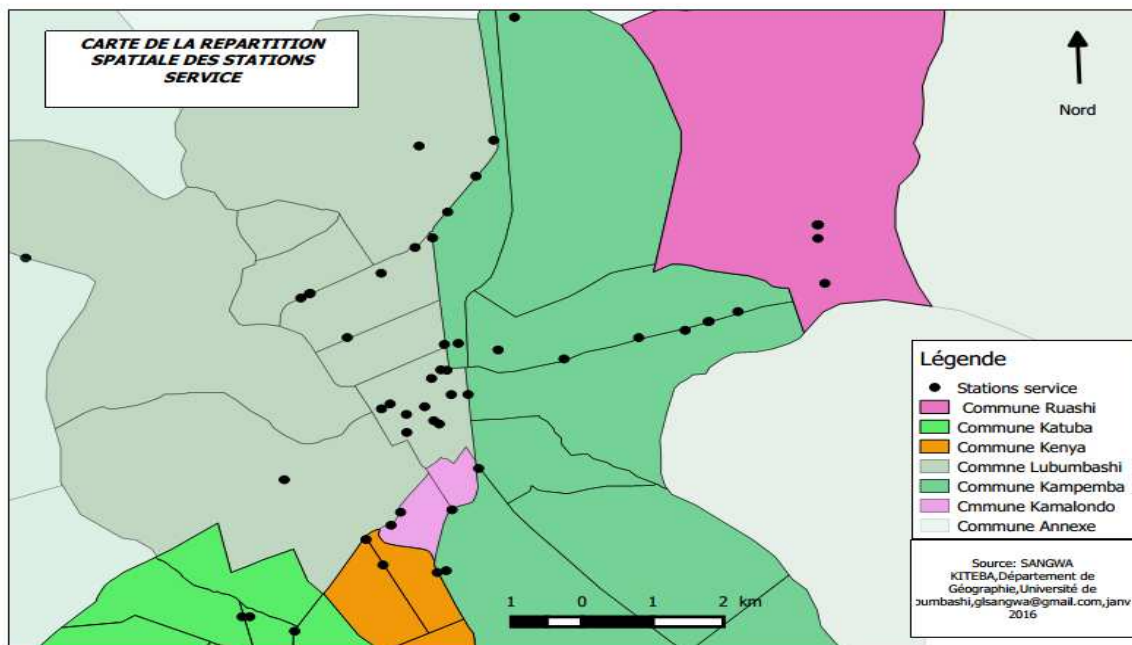 CARTE DE LA REPARTITION
SPATIALE DES STATIONS
SERVICE
Nord
Légende
Stations service
Commune Ruashi
Commune Katuba
Commune Kenya
Commne Lubumbashi
Commune Kampemba
Cmmune Kamalondo
Commune Annexe
1 0 1 2 km
Source: SANGWA
KITEBA,Département de
Géographie,Université de
oumbashi,glsangwa@gmail.com,janv
2016